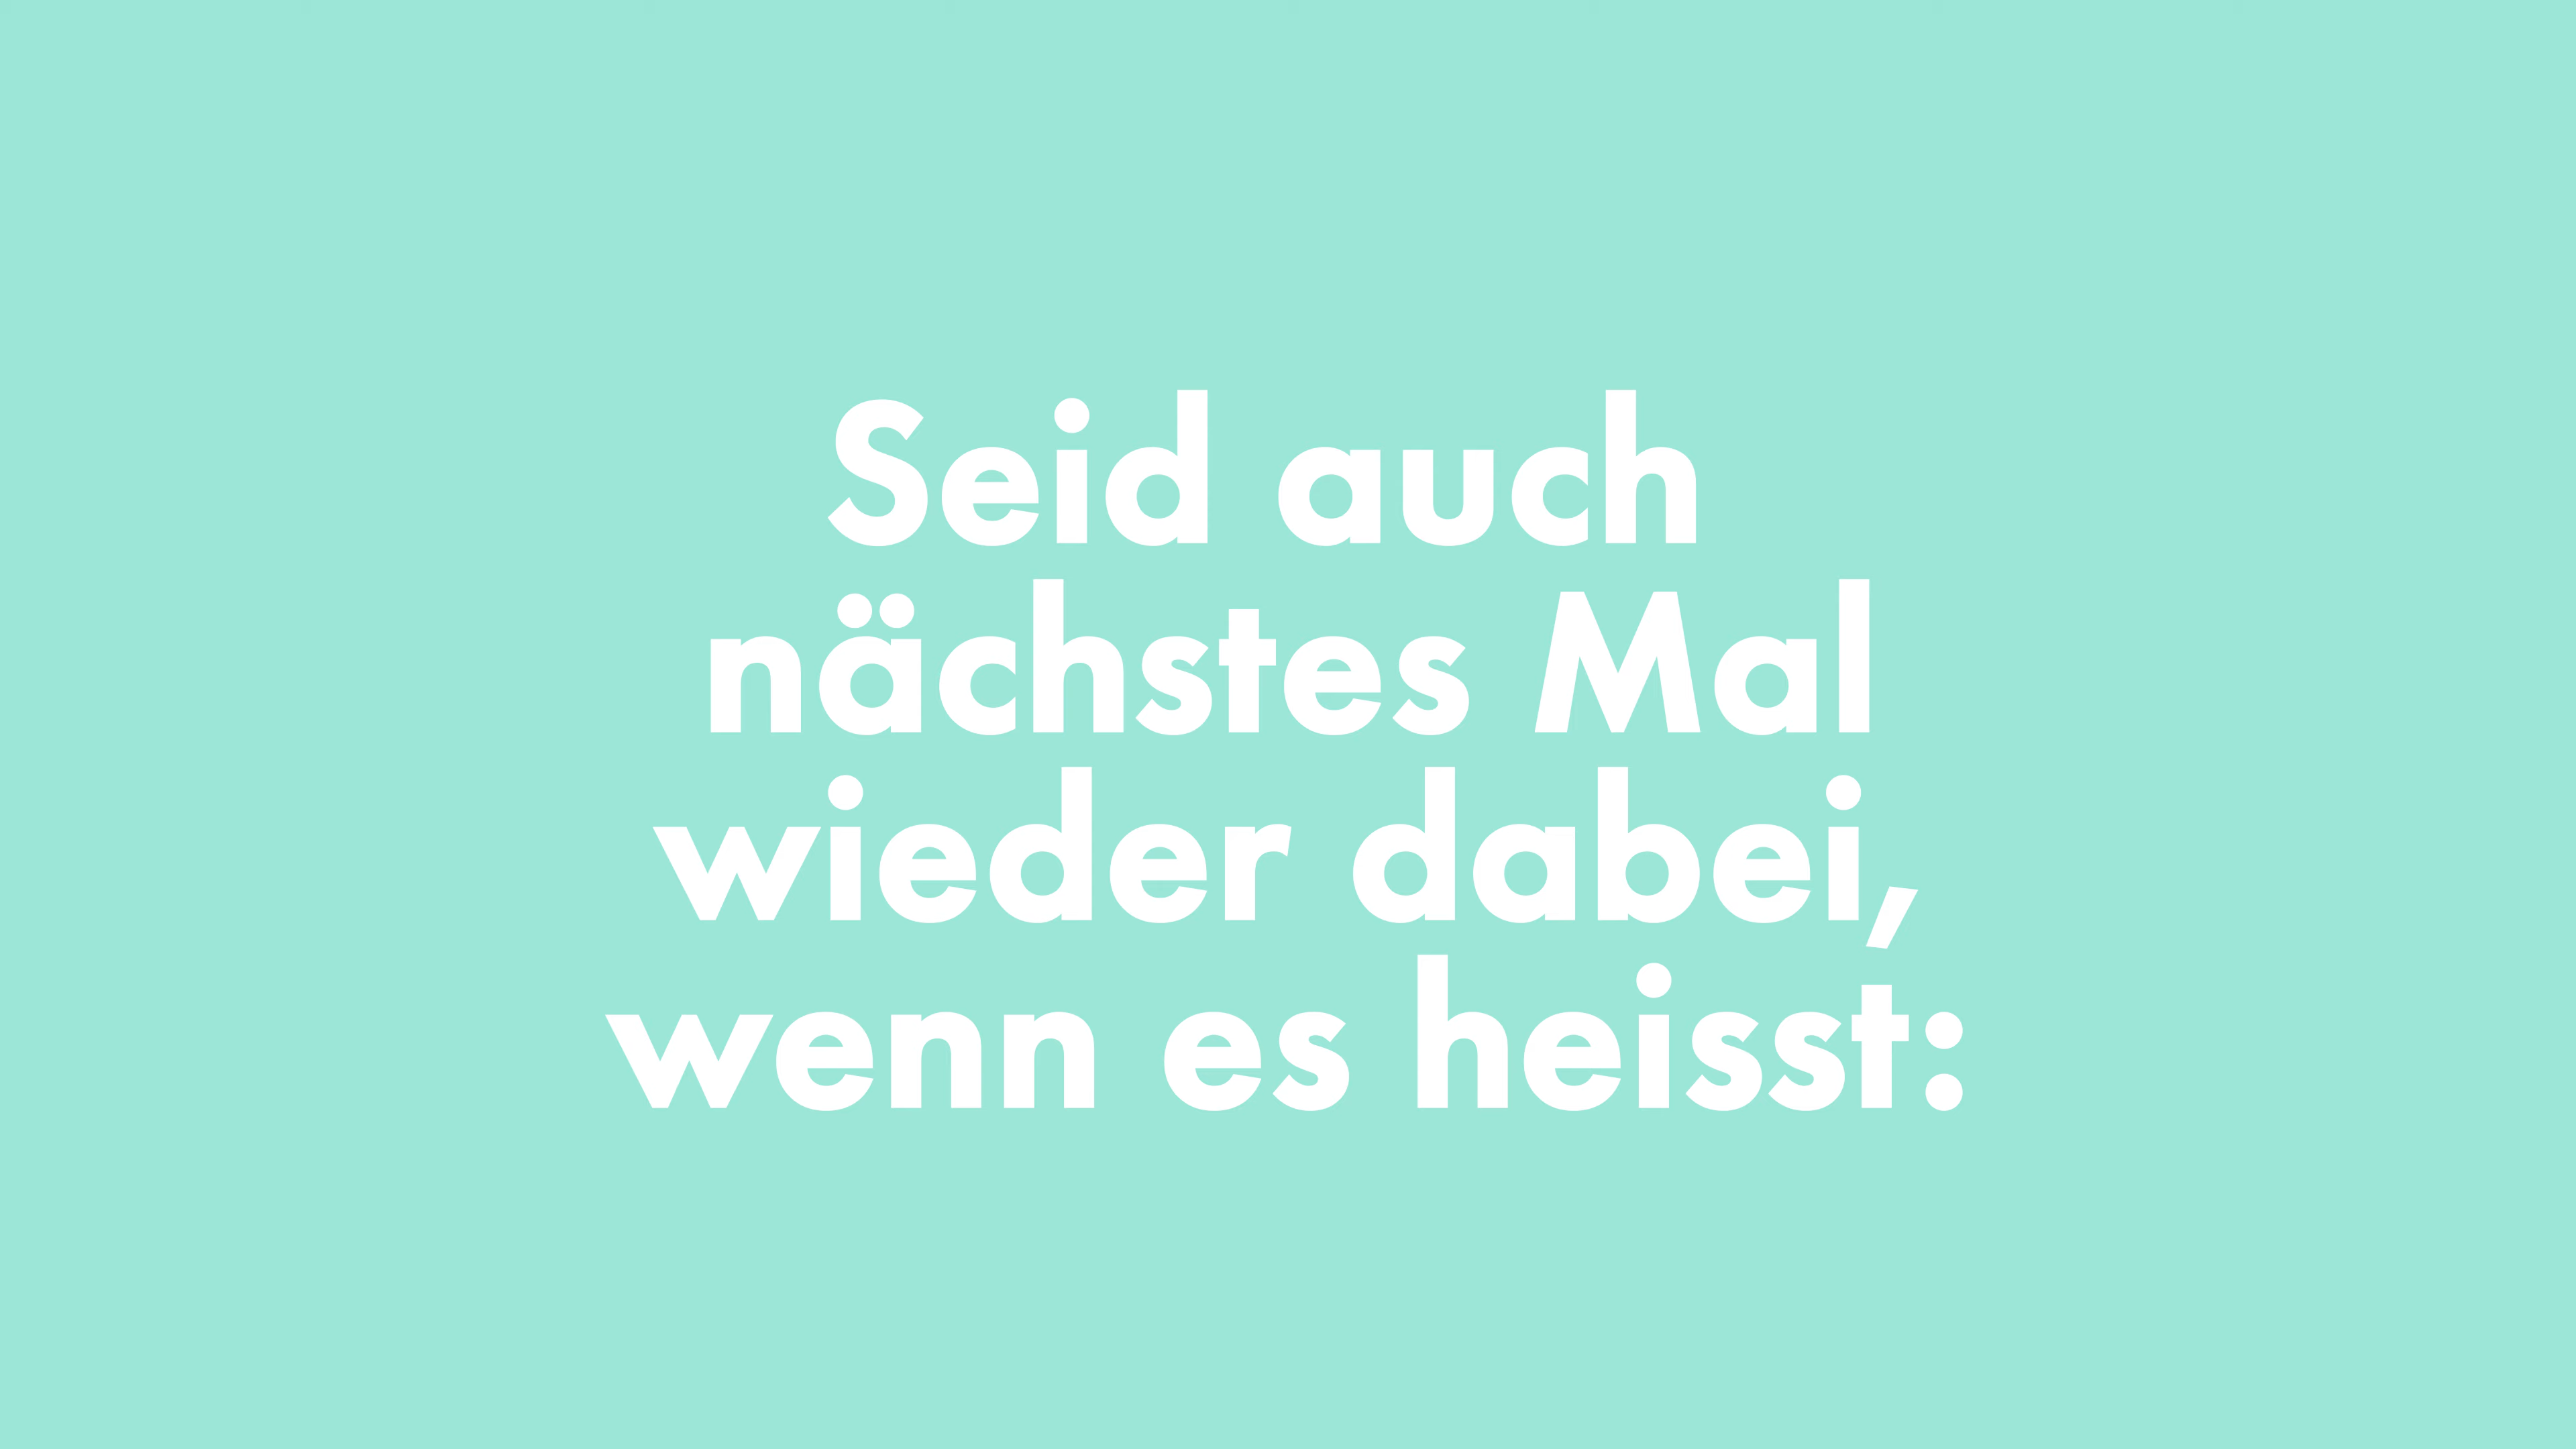 Seid auch
nächstes Mal
wieder dabei,
wenn es heisst: